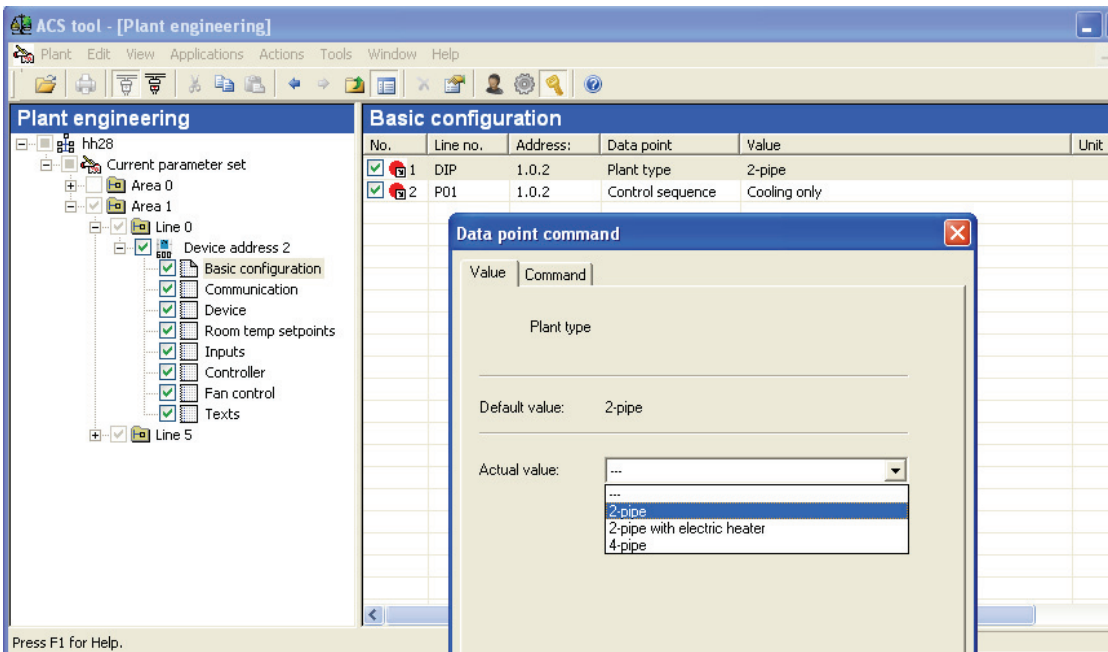 ACS tool - [Plant engineering]
Plant Edit View Applications Actions Tools Window Help
Plant engineering
hh28
Current parameter set
Area 0
Area 1
Line 0
600
Device address 2
Basic configuration
Communication
Device
Room temp setpoints
Inputs
Controller
Fan control
Texts
Line 5
Basic configuration
No. Line no. Address: Data point Value Unit
1 DIP 1.0.2 Plant type 2-pipe
2 P01 1.0.2 Control sequence Cooling only
Data point command
Value Command
Plant type
Default value: 2-pipe
Actual value: ---
---
2-pipe
2-pipe with electric heater
4-pipe
Press F1 for Help.